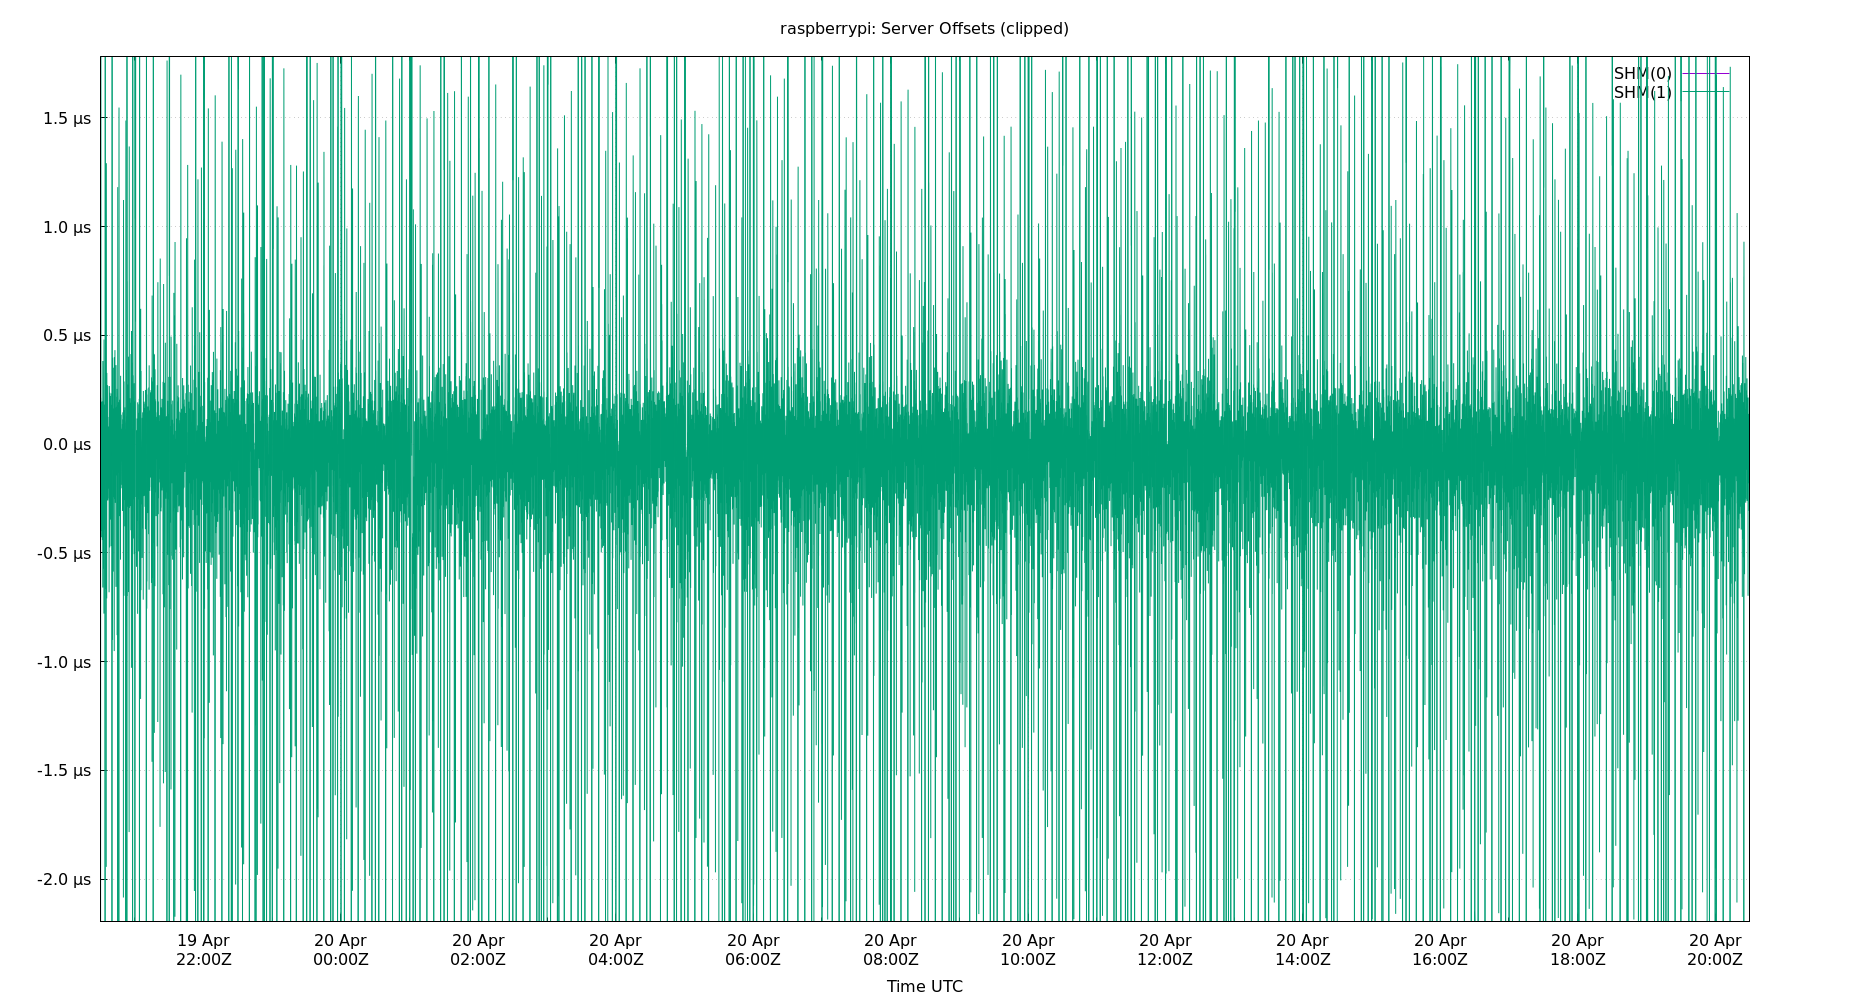 raspberrypi: Server Offsets (clipped)
SHM(0)
SHM(1)
1.5 µs
1.0 µs
0.5 µs
0.0 µs
-0.5 µs
-1.0 µs
-1.5 µs
-2.0 µs
19 Apr 20 Apr 20 Apr 20 Apr 20 Apr 20 Apr 20 Apr 20 Apr 20 Apr 20 Apr 20 Apr 20 Apr
22:00Z 00:00Z 02:00Z 04:00Z 06:00Z 08:00Z 10:00Z 12:00Z 14:00Z 16:00Z 18:00Z 20:00Z
Time UTC